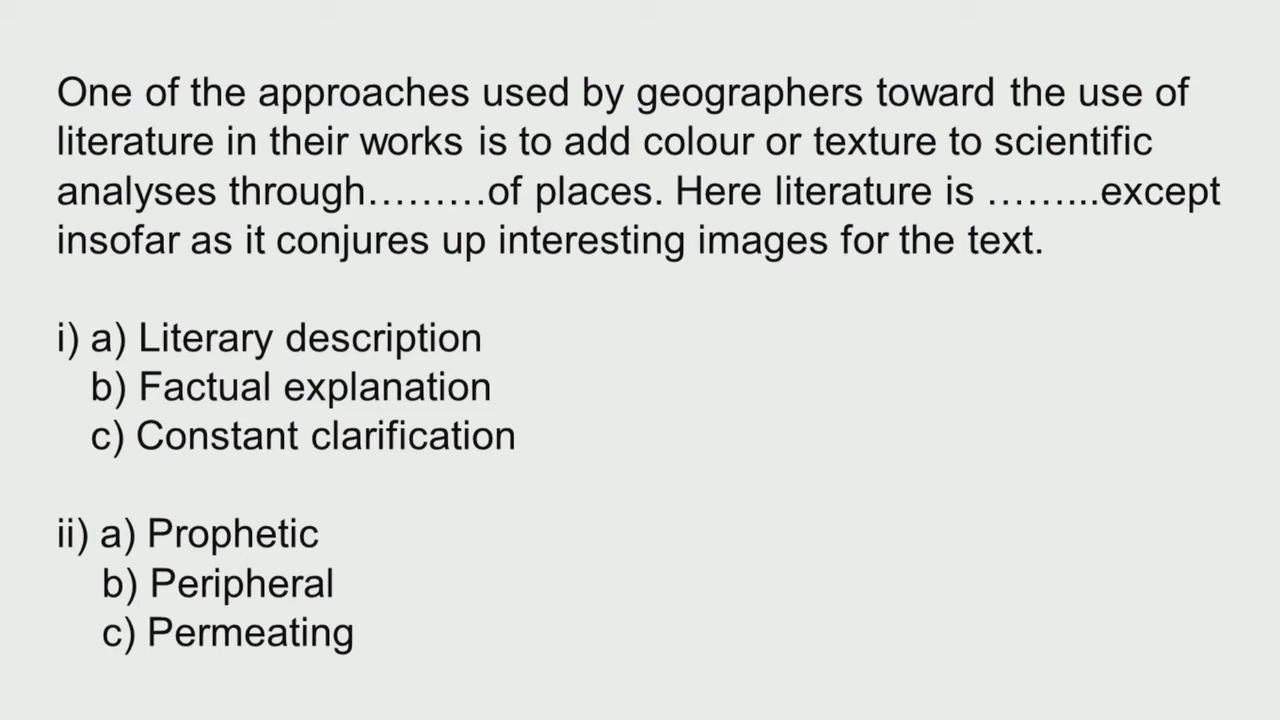 One of the approaches used by geographers toward the use of
literature in their works is to add colour or texture to scientific
analyses through.........of places. Here literature is .........except
insofar as it conjures up interesting images for the text.
i) a) Literary description
b) Factual explanation
c) Constant clarification
ii) a) Prophetic
b) Peripheral
c) Permeating